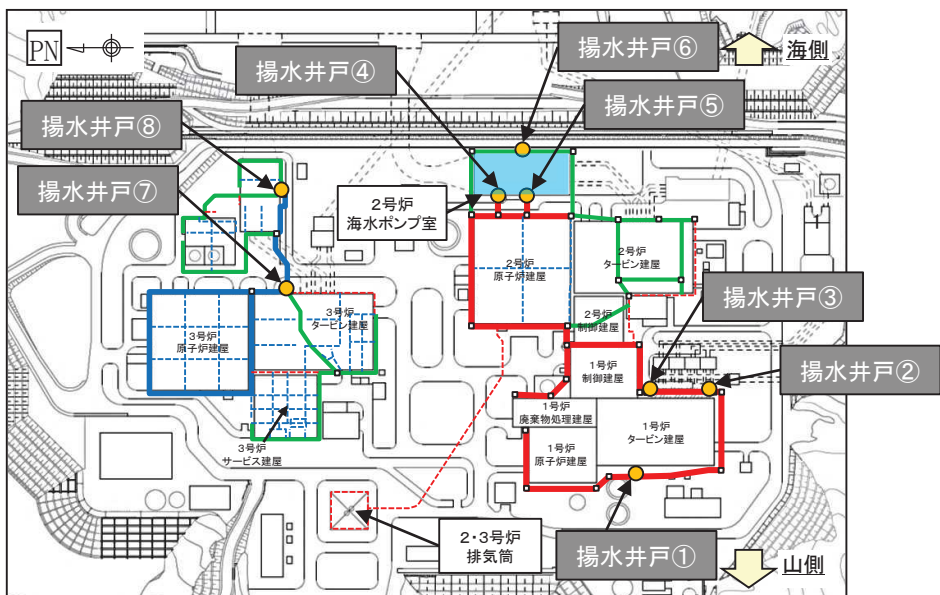 PN
揚水井戸④
揚水井戸⑥
海側
揚水井戸⑤
揚水井戸⑧
揚水井戸⑦
2号炉
海水ポンプ室
2号炉
原子炉建屋
2号炉
タービン建屋
揚水井戸③
3号炉
原子炉建屋
3号炉
タービン建屋
2号炉
制御建屋
揚水井戸②
1号炉
制御建屋
1号炉
廃棄物処理建屋
1号炉
タービン建屋
3号炉
サービス建屋
1号炉
原子炉建屋
2・3号炉
排気筒
揚水井戸①
山側